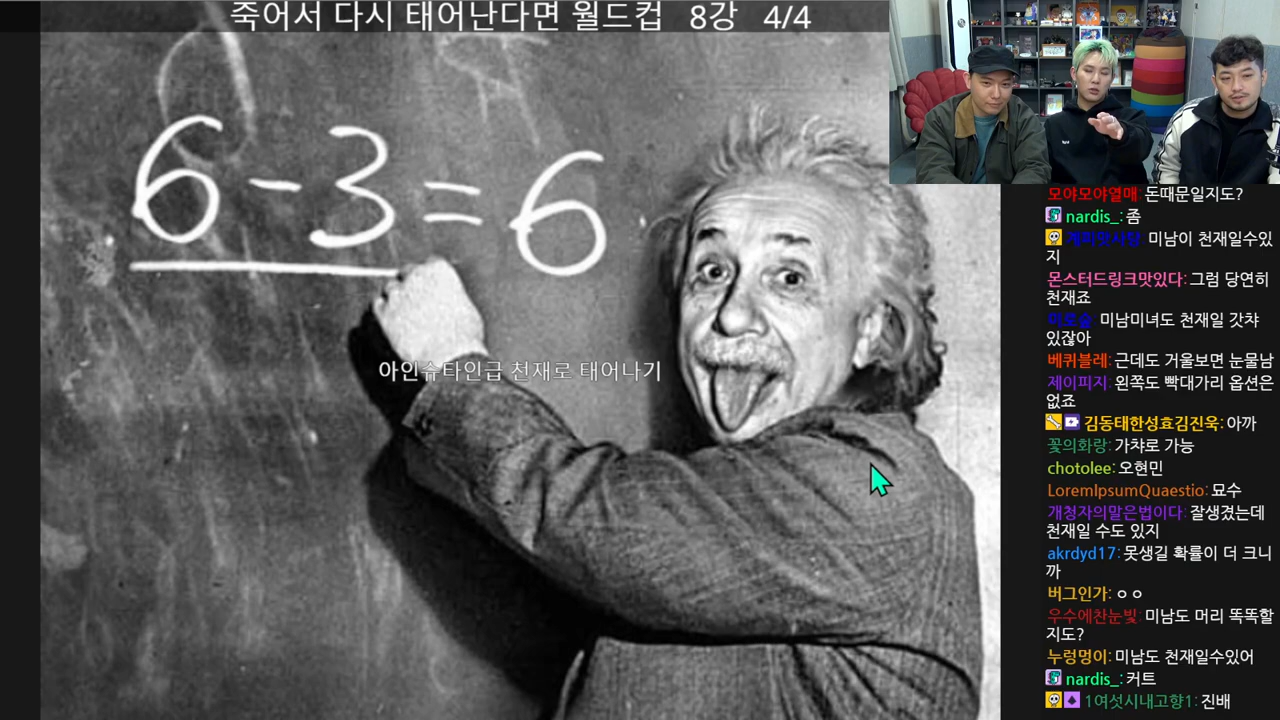 죽어서 다시 태어난다면 월드컵 8강 4/4
6-3=6
아인슈타인급 천재로 태어나기
모야모야열매: 돈때문일지도?
nardis_: 좀
계피맛사탕: 미남이 천재일수있
지
몬스터드링크맛있다: 그럼 당연히
천재죠
미남미녀도 천재일 갓챠
있잖아
베퀴블레: 근데도 거울보면 눈물남
제이피지: 왼쪽도 빡대가리 옵션은
없죠
김동태한성효김진욱: 아까
꽃의화랑: 가챠로 가능
chotolee: 오현민
LoremIpsumQuaestio: 묘수
개청자의말은법이다: 잘생겼는데
천재일 수도 있지
akrdyd17: 못생길 확률이 더 크니
까
버그인가: ㅇㅇ
우수에찬눈빛: 미남도 머리 똑똑할
지도?
누렁멍이: 미남도 천재일수있어
nardis_: 커트
1여섯시내고향1: 진배